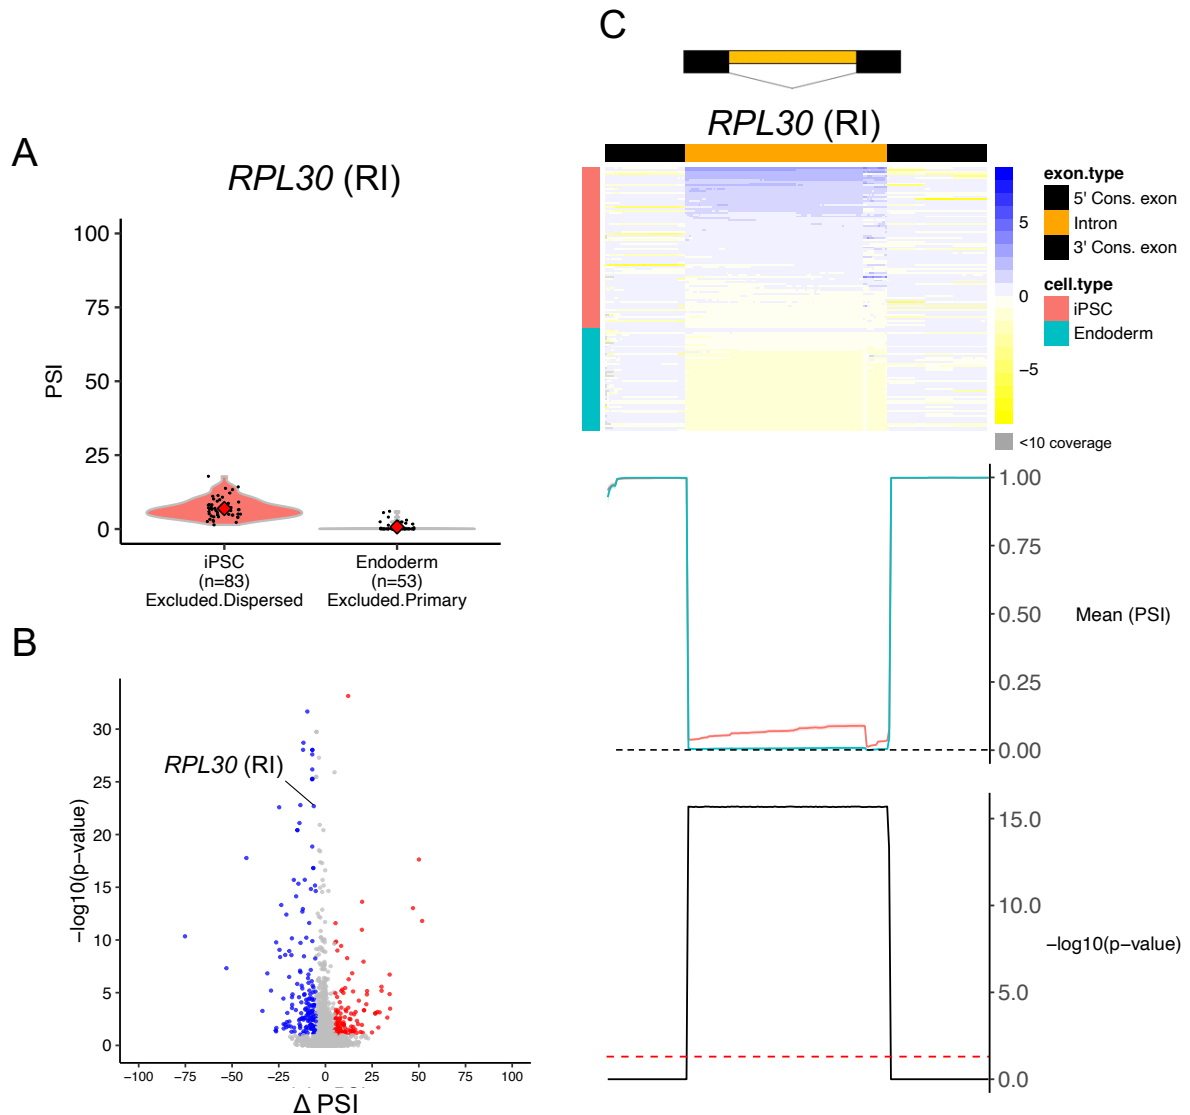 A
RPL30 (RI)
100
75
50
25
0
PSI
iPSC
(n=83)
Excluded.Dispersed
Endoderm
(n=53)
Excluded.Primary
B
RPL30 (RI)
30
25
20
15
10
5
0
−log10(p−value)
−100
−75
−50
−25
0
25
50
75
100
Δ PSI
C
RPL30 (RI)
5
0
−5
<10 coverage
exon.type
5' Cons. exon
Intron
3' Cons. exon
cell.type
iPSC
Endoderm
1.00
0.75
0.50
0.25
0.00
Mean (PSI)
15.0
10.0
5.0
0.0
−log10(p−value)